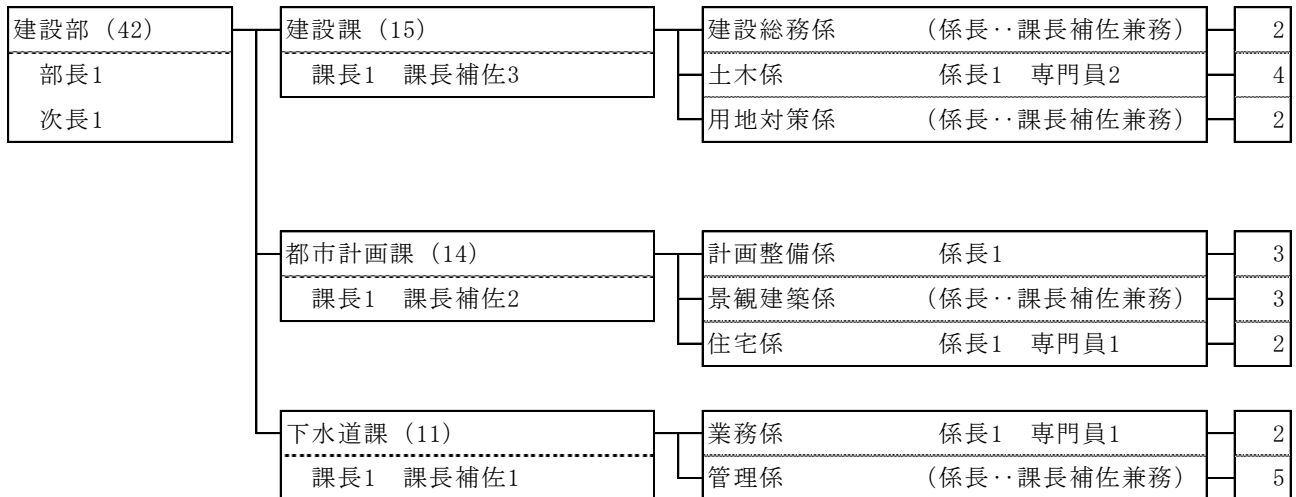 建設部 (42) 建設課 (15) 建設総務係 (係長‥課長補佐兼務) 2
部長1 課長1 課長補佐3 土木係 係長1 専門員2 4
次長1 用地対策係 (係長‥課長補佐兼務) 2
都市計画課 (14) 計画整備係 係長1 3
課長1 課長補佐2 景観建築係 (係長‥課長補佐兼務) 3
住宅係 係長1 専門員1 2
下水道課 (11) 業務係 係長1 専門員1 2
課長1 課長補佐1 管理係 (係長‥課長補佐兼務) 5